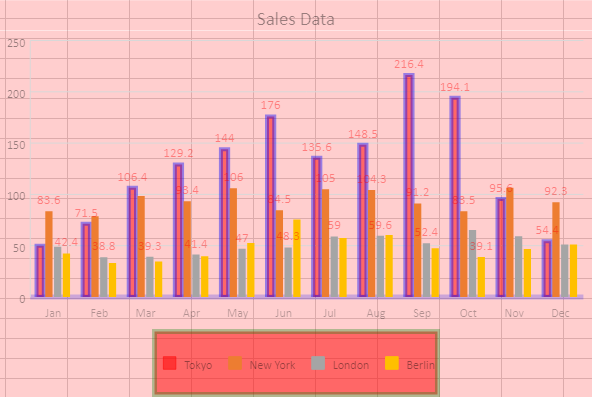 Sales Data
250
216.4
200
194.1
176
150
144 148.5
135.6
129.2
106.4 106 105 104.3
100
95.6
83.6 93.4 84.5 91.2 83.5 92.3
71.5
50
42.4 38.8 39.3 41.4 47 48.3 59 59.6 52.4 39.1 54.4
0
Jan Feb Mar Apr May Jun Jul Aug Sep Oct Nov Dec
Tokyo New York London Berlin